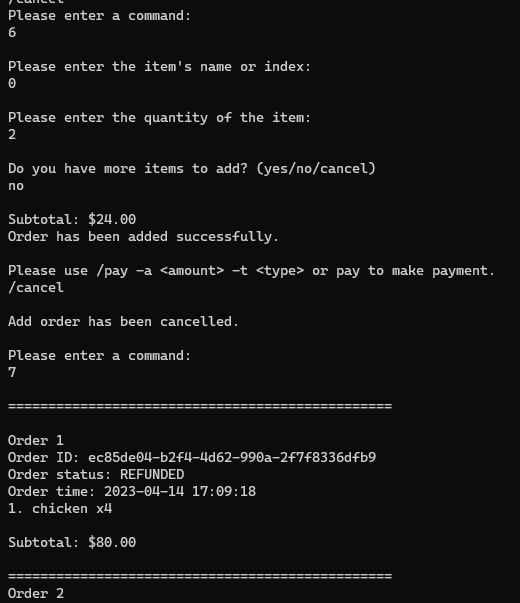 /cancel
Please enter a command:
6
Please enter the item's name or index:
0
Please enter the quantity of the item:
2
Do you have more items to add? (yes/no/cancel)
no
Subtotal: $24.00
Order has been added successfully.
Please use /pay -a <amount> -t <type> or pay to make payment.
/cancel
Add order has been cancelled.
Please enter a command:
7
================================================
Order 1
Order ID: ec85de04-b2f4-4d62-990a-2f7f8336dfb9
Order status: REFUNDED
Order time: 2023-04-14 17:09:18
1. chicken x4
Subtotal: $80.00
================================================
Order 2